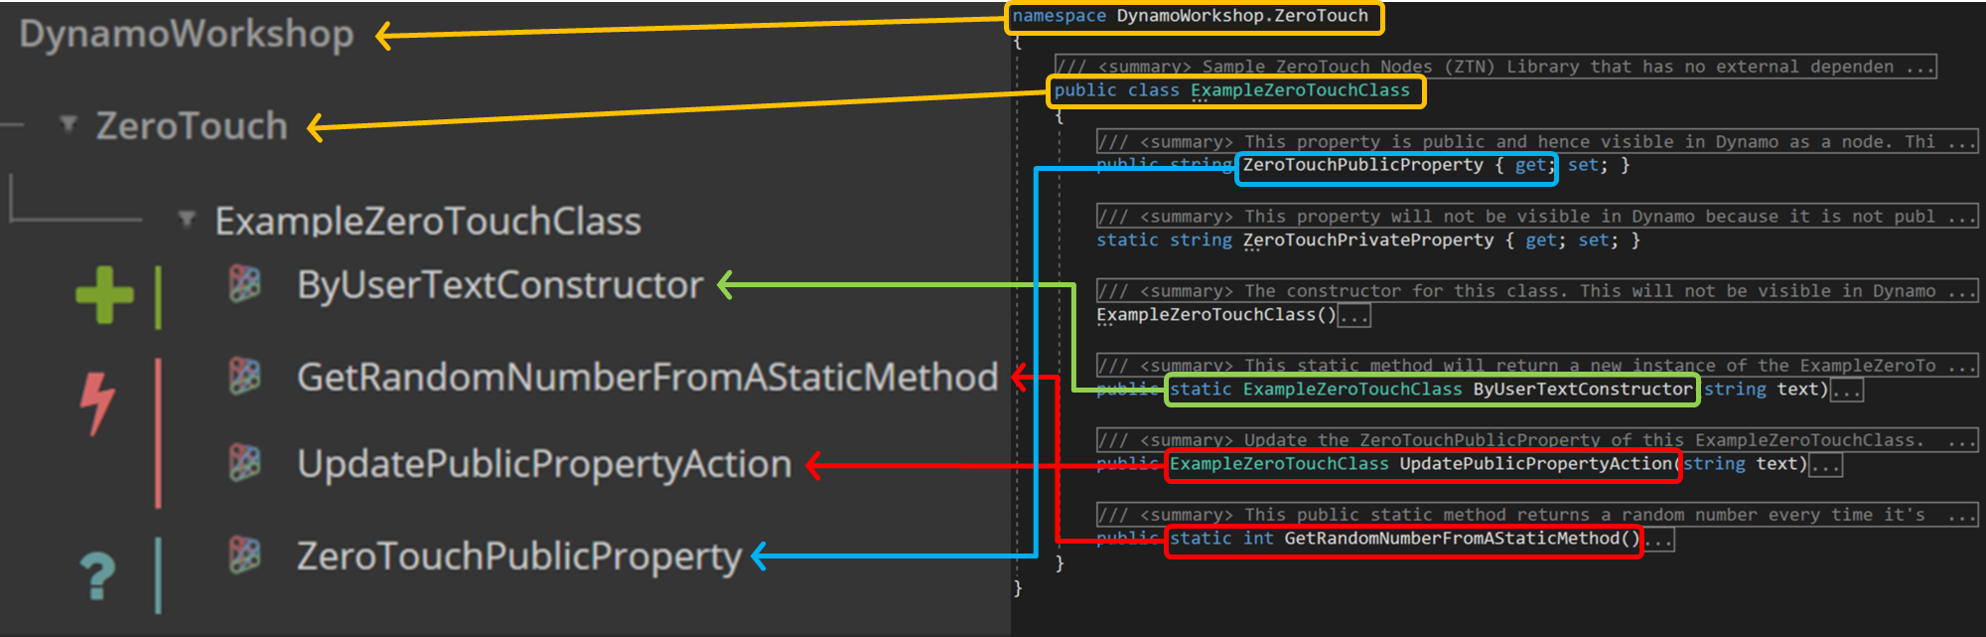 DynamoWorkshop
ZeroTouch
ExampleZeroTouchClass
ByUserTextConstructor
GetRandomNumberFromAStaticMethod
UpdatePublicPropertyAction
ZeroTouchPublicProperty
namespace DynamoWorkshop.ZeroTouch
{
/// <summary> Sample ZeroTouch Nodes (ZTN) Library that has no external dependen ...
public class ExampleZeroTouchClass
{
/// <summary> This property is public and hence visible in Dynamo as a node. Thi ...
public string ZeroTouchPublicProperty { get; set; }
/// <summary> This property will not be visible in Dynamo because it is not publ ...
static string ZeroTouchPrivateProperty { get; set; }
/// <summary> The constructor for this class. This will not be visible in Dynamo ...
ExampleZeroTouchClass()...
/// <summary> This static method will return a new instance of the ExampleZeroTo ...
public static ExampleZeroTouchClass ByUserTextConstructor(string text)...
/// <summary> Update the ZeroTouchPublicProperty of this ExampleZeroTouchClass. ...
public ExampleZeroTouchClass UpdatePublicPropertyAction(string text)...
/// <summary> This public static method returns a random number every time it's ...
public static int GetRandomNumberFromAStaticMethod()...
}
}